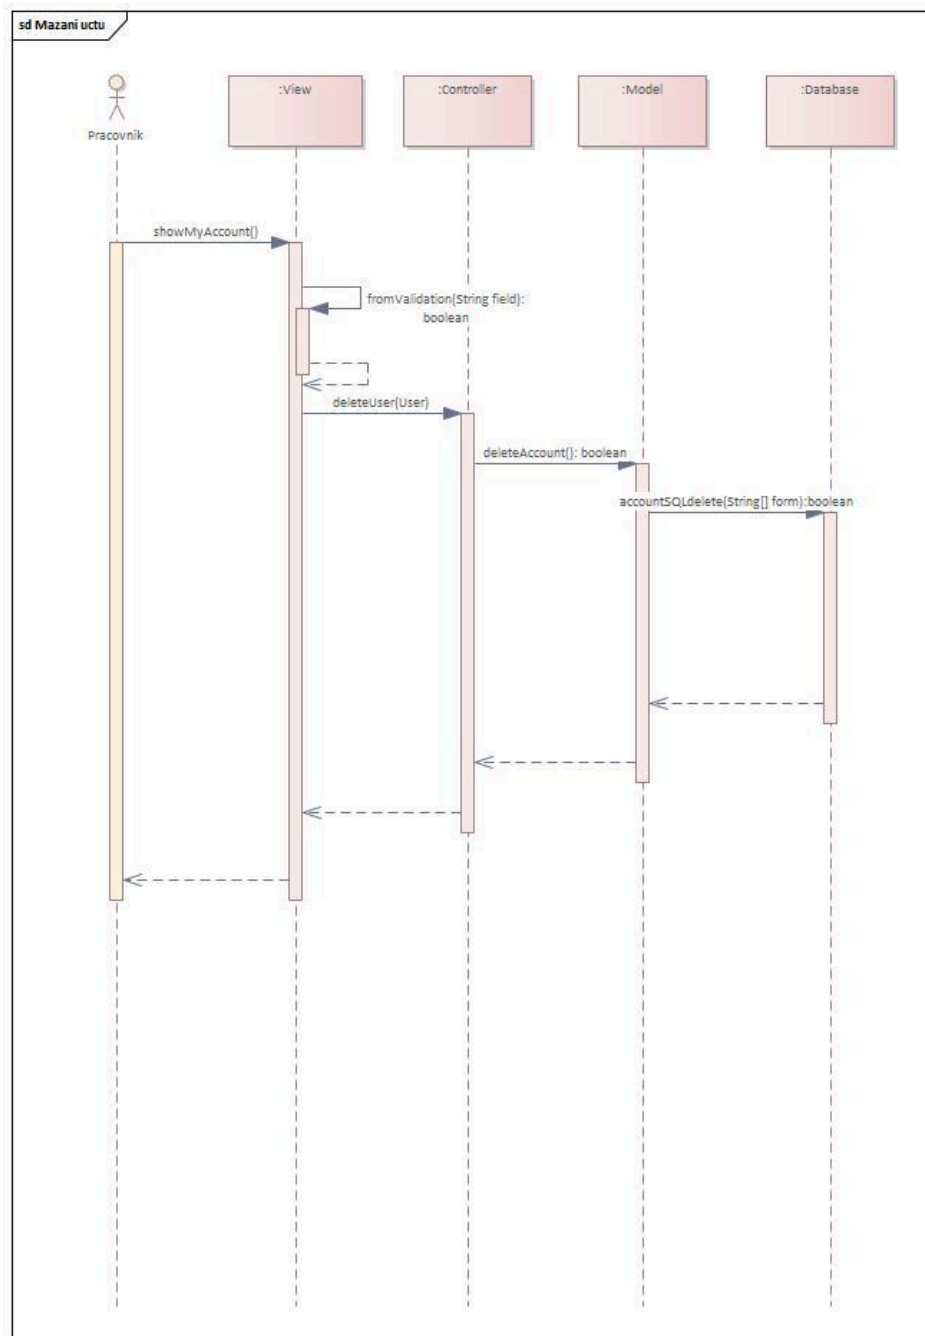 sd Mazani uctu
Pracovnik
:View
:Controller
:Model
:Database
showMyAccount()
fromValidation(String field):
boolean
deleteUser(User)
deleteAccount(): boolean
accountSQLdelete(String[] form):boolean